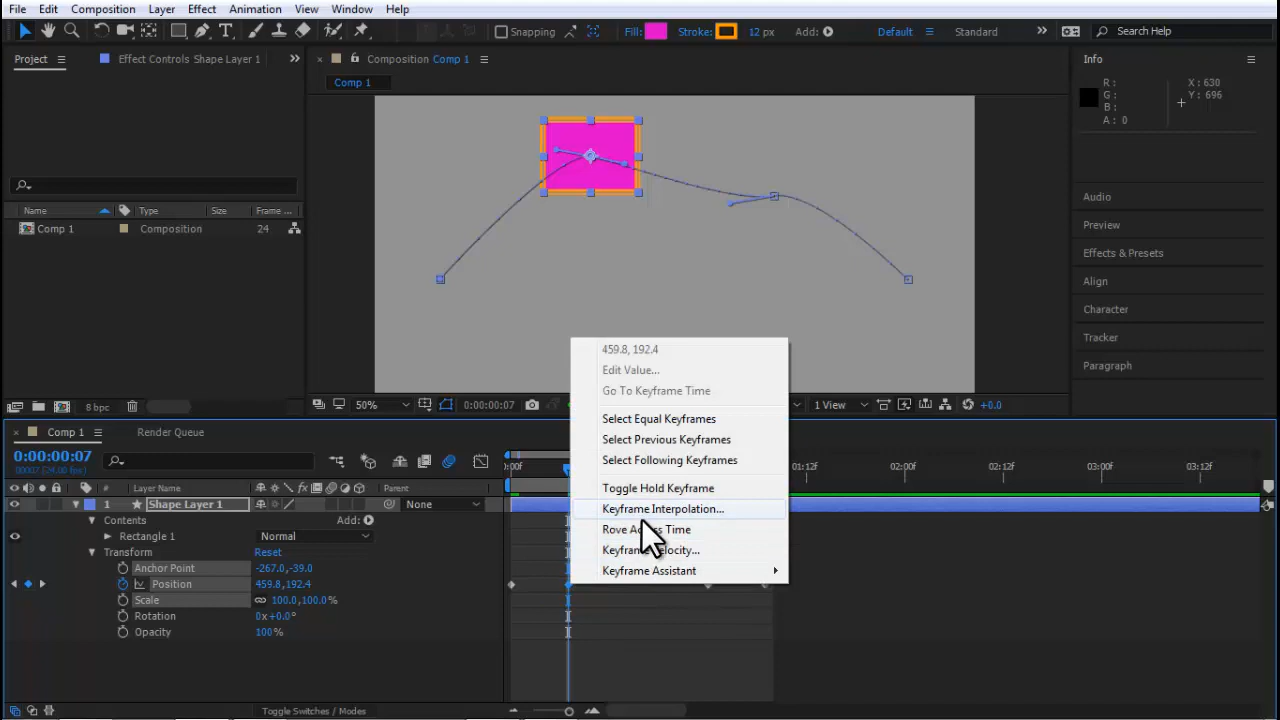 File Edit Composition Layer Effect Animation View Window Help
Snapping Fill: Stroke: 12 px Add: Default Standard Search Help
Project Effect Controls Shape Layer 1 Composition Comp 1 Info
Comp 1
R : X : 630
G : Y : 696
B :
A : 0
Audio
Name Type Size Frame ...
Comp 1 Composition 24
Preview
Effects & Presets
Align
Character
Tracker
Paragraph
459.8, 192.4
Edit Value...
Go To Keyframe Time
Select Equal Keyframes
Select Previous Keyframes
Select Following Keyframes
Toggle Hold Keyframe
Keyframe Interpolation...
Time
Keyframe Assistant
8 bpc 50% 0:00:00:07 1 View +0.0
Comp 1 Render Queue
0:00:00:07
00007 (24.00 fps)
:00f 01:12f 02:00f 02:12f 03:00f 03:12f
# Layer Name Parent
1 Shape Layer 1 None
Contents Add:
Rectangle 1 Normal
Transform Reset
Anchor Point -267.0,-39.0
Position 459.8,192.4
Scale 100.0,100.0%
Rotation 0x+0.0°
Opacity 100%
Toggle Switches / Modes